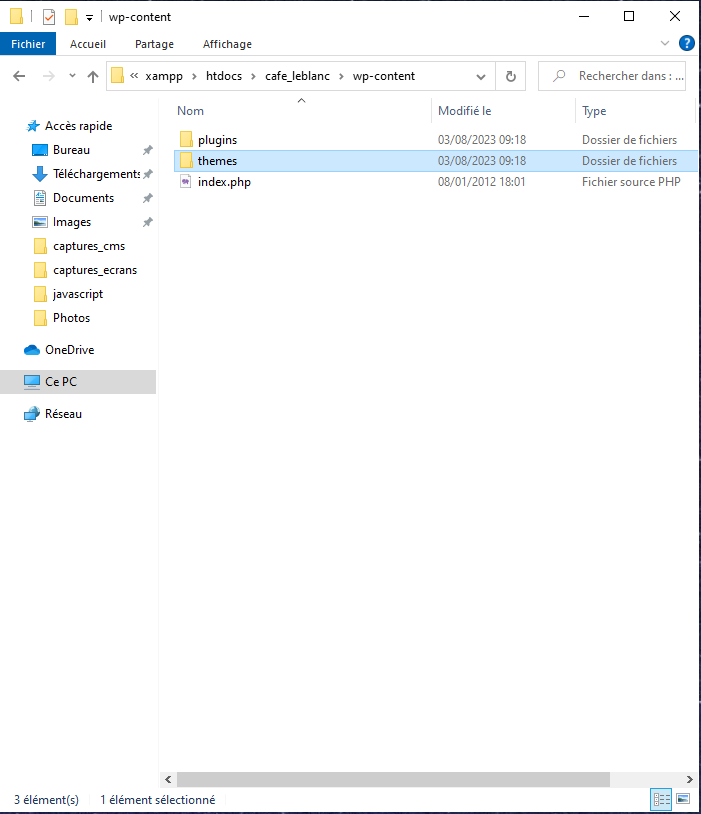 wp-content
Fichier Accueil Partage Affichage ?
« xampp > htdocs > cafe_leblanc > wp-content
Rechercher dans : ...
Nom Modifié le Type
Accès rapide
Bureau
Téléchargements
Documents
Images
captures_cms
captures_ecrans
javascript
Photos
OneDrive
Ce PC
Réseau
plugins 03/08/2023 09:18 Dossier de fichiers
themes 03/08/2023 09:18 Dossier de fichiers
index.php 08/01/2012 18:01 Fichier source PHP
3 élément(s) 1 élément sélectionné